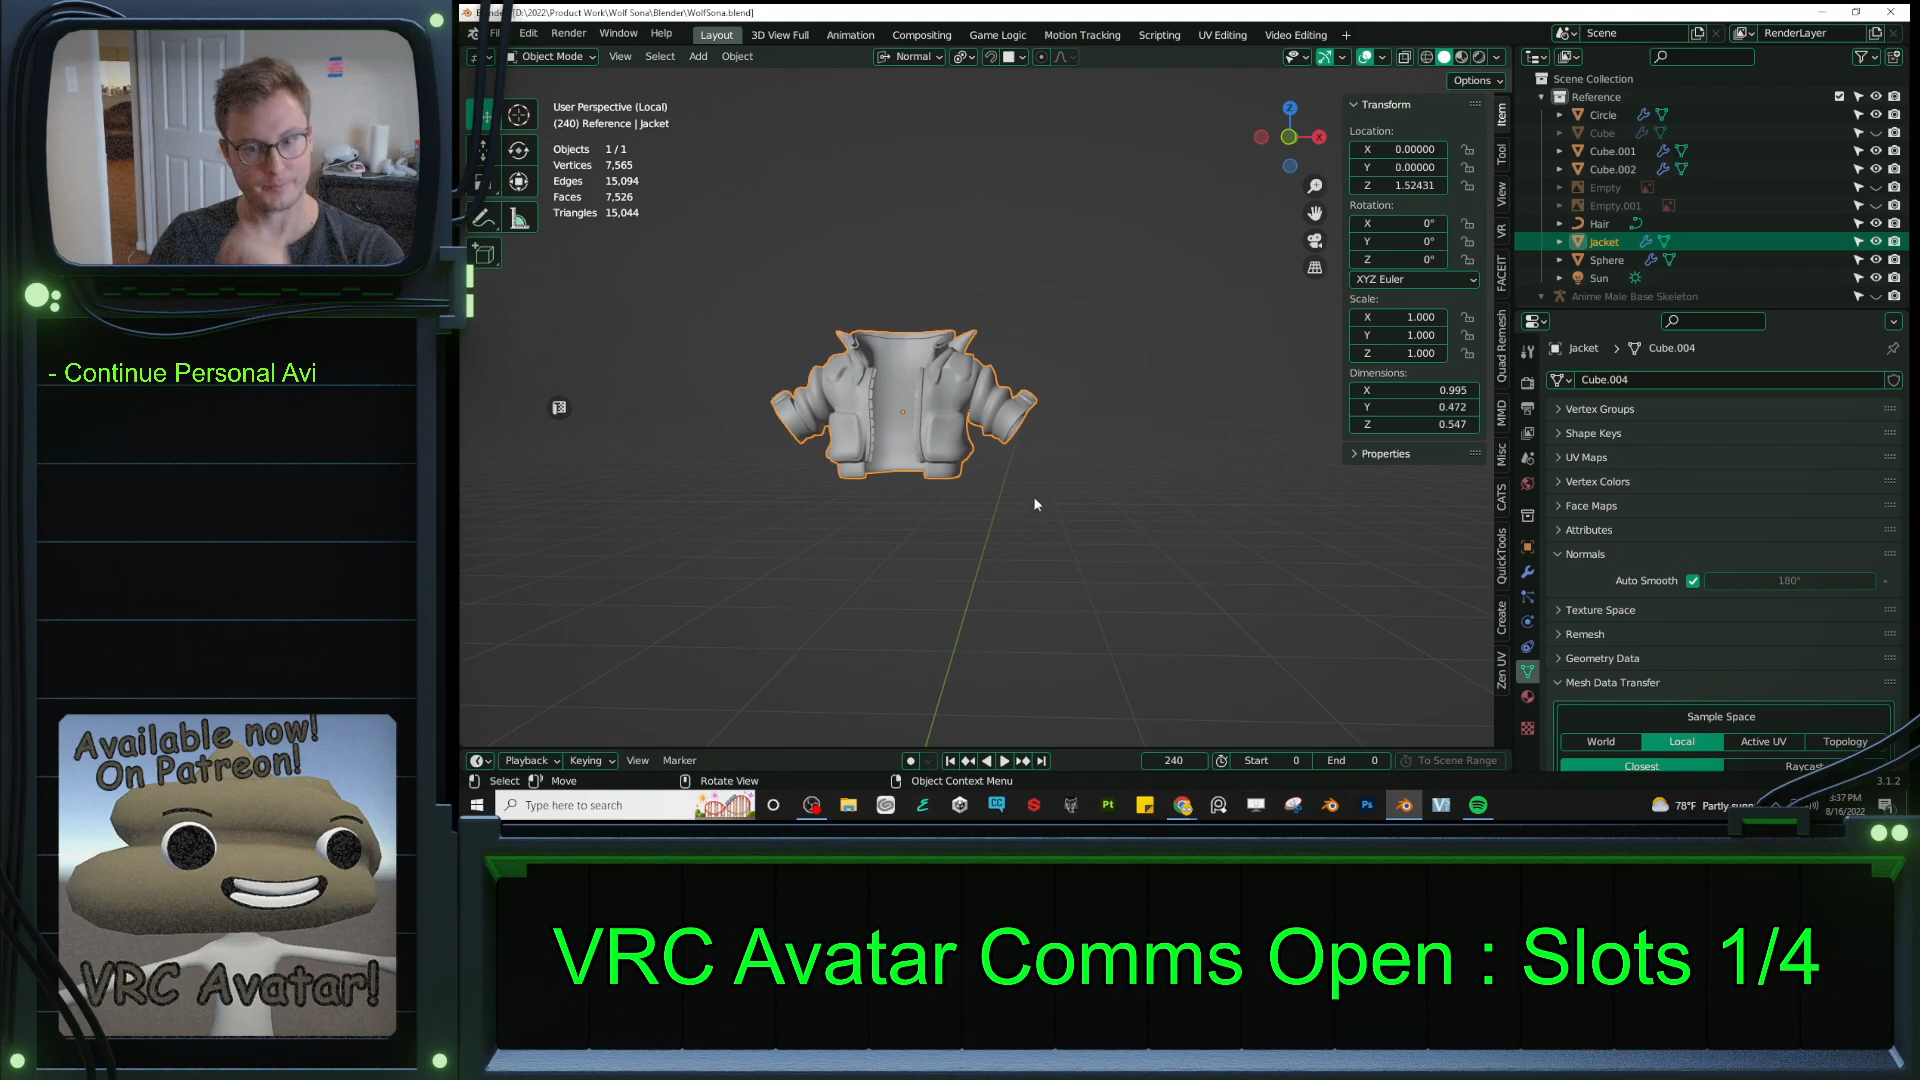 Blender [D:\2022\Product Work\Wolf Sona\Blender\WolfSona.blend]
Edit Render Window Help
Layout 3D View Full Animation Compositing Game Logic Motion Tracking Scripting UV Editing Video Editing +
Scene
RenderLayer
Object Mode View Select Add Object
Normal
Options
User Perspective (Local)
(240) Reference | Jacket
Objects 1 / 1
Vertices 7,565
Edges 15,094
Faces 7,526
Triangles 15,044
Z
X
Transform
Location:
X 0.00000
Y 0.00000
Z 1.52431
Rotation:
X 0°
Y 0°
Z 0°
XYZ Euler
Scale:
X 1.000
Y 1.000
Z 1.000
Dimensions:
X 0.995
Y 0.472
Z 0.547
Properties
Item
Tool
View
VR
FACEIT
Quad Remesh
MMD
Misc
CATS
QuickTools
Create
Zen UV
Scene Collection
Reference
Circle
Cube
Cube.001
Cube.002
Empty
Empty.001
Hair
Jacket
Sphere
Sun
Anime Male Base Skeleton
Jacket > Cube.004
Cube.004
Vertex Groups
Shape Keys
UV Maps
Vertex Colors
Face Maps
Attributes
Normals
Auto Smooth 180°
Texture Space
Remesh
Geometry Data
Mesh Data Transfer
Sample Space
World Local Active UV Topology
Closest Raycast
3.1.2
Playback Keying View Marker
240 Start 0 End 0 To Scene Range
Select Move Rotate View Object Context Menu
Type here to search
78°F Partly sunny
3:37 PM
8/16/2022
- Continue Personal Avi
Available now!
On Patreon!
VRC Avatar!
VRC Avatar Comms Open : Slots 1/4